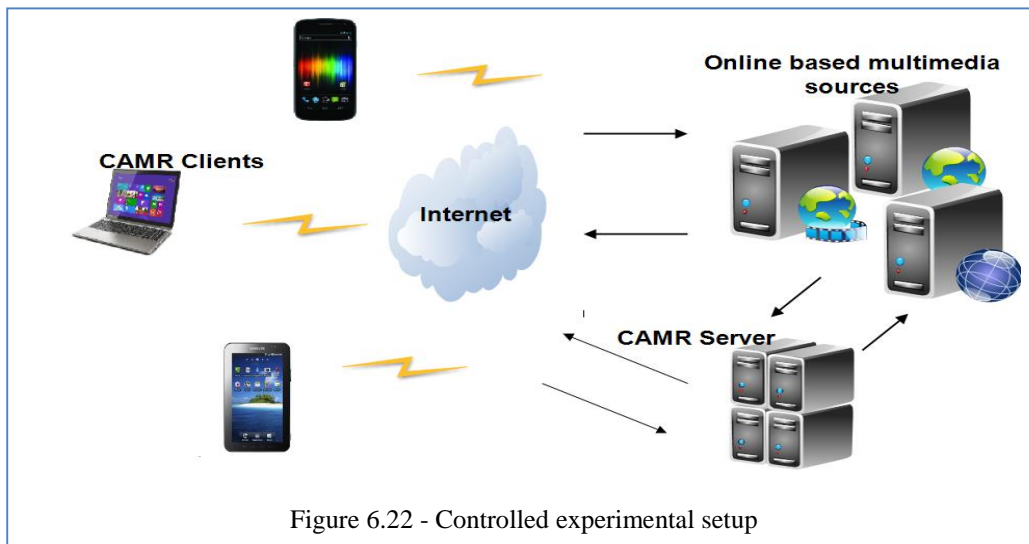 Online based multimedia
sources
CAMR Clients
Internet
CAMR Server
Figure 6.22 - Controlled experimental setup